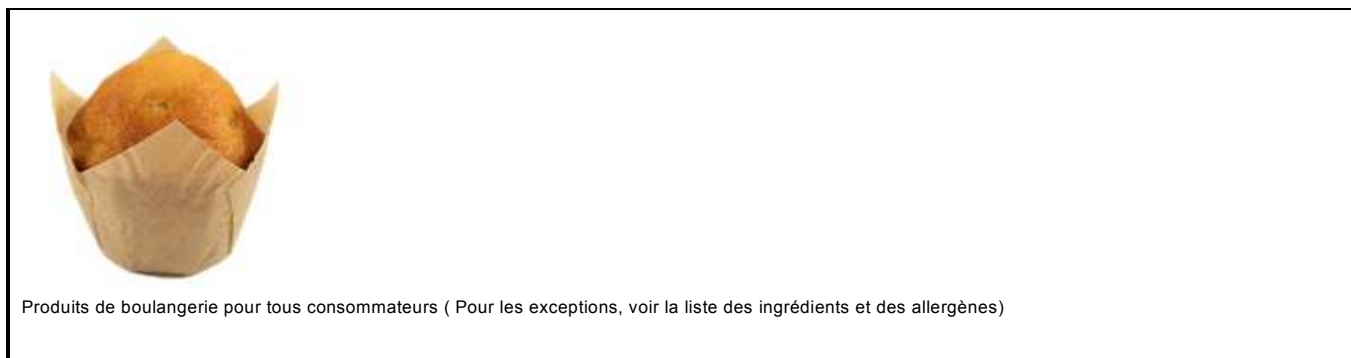 Produits de boulangerie pour tous consommateurs ( Pour les exceptions, voir la liste des ingrédients et des allergènes)